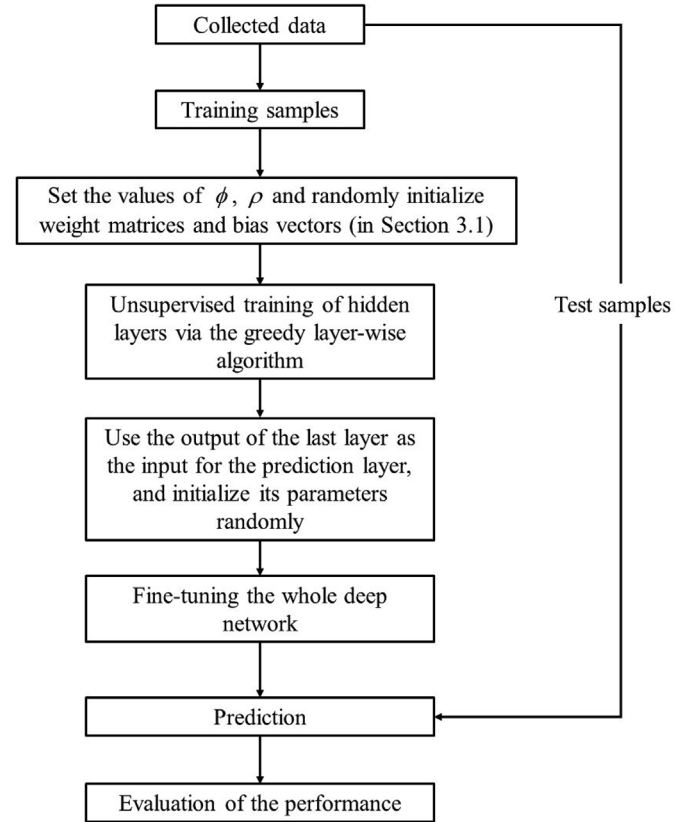 Collected data
Training samples
Set the values of ϕ, ρ and randomly initialize
weight matrices and bias vectors (in Section 3.1)
Unsupervised training of hidden
layers via the greedy layer-wise
algorithm
Test samples
Use the output of the last layer as
the input for the prediction layer,
and initialize its parameters
randomly
Fine-tuning the whole deep
network
Prediction
Evaluation of the performance